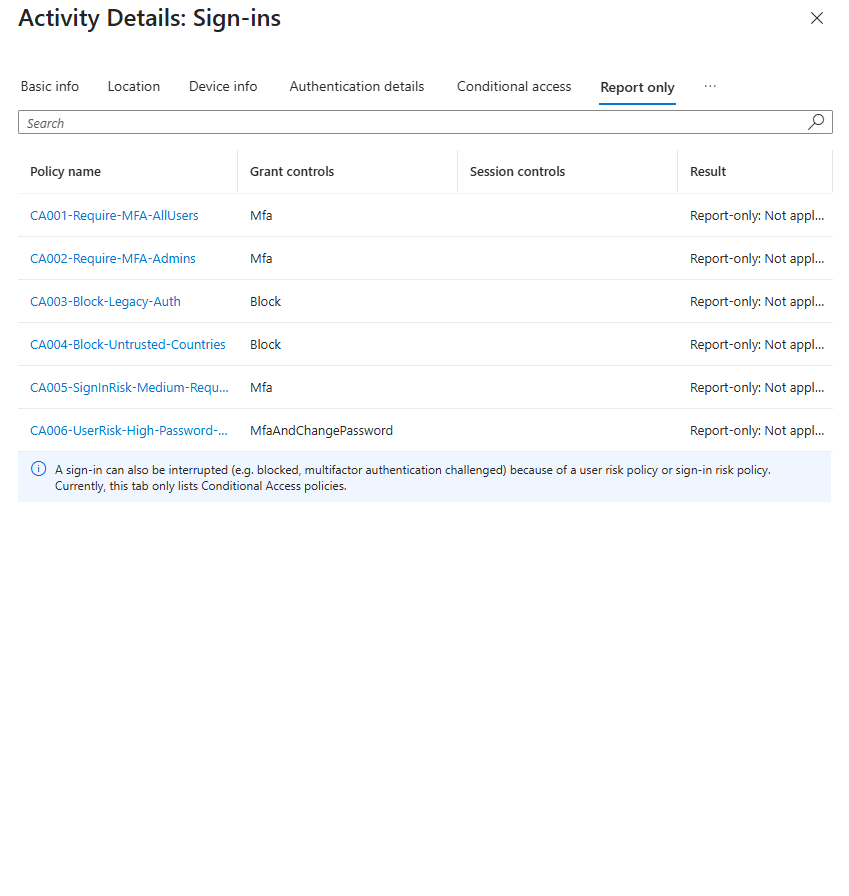 Activity Details: Sign-ins
Basic info Location Device info Authentication details Conditional access Report only ...
Search
Policy name Grant controls Session controls Result
CA001-Require-MFA-AllUsers Mfa Report-only: Not appl...
CA002-Require-MFA-Admins Mfa Report-only: Not appl...
CA003-Block-Legacy-Auth Block Report-only: Not appl...
CA004-Block-Untrusted-Countries Block Report-only: Not appl...
CA005-SignInRisk-Medium-Requ... Mfa Report-only: Not appl...
CA006-UserRisk-High-Password-... MfaAndChangePassword Report-only: Not appl...
A sign-in can also be interrupted (e.g. blocked, multifactor authentication challenged) because of a user risk policy or sign-in risk policy.
Currently, this tab only lists Conditional Access policies.